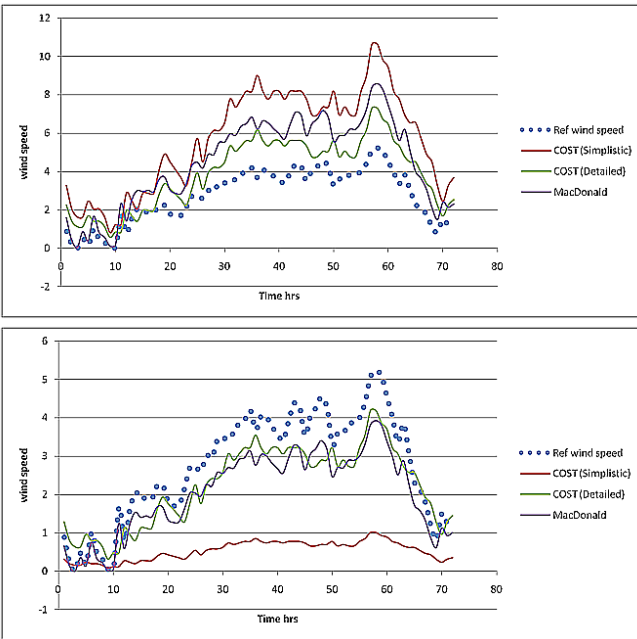 12
10
8
6
4
2
0
-2
wind speed
0
10
20
30
40
50
60
70
80
Time hrs
Ref wind speed
COST (Simplistic)
COST (Detailed)
MacDonald
6
5
4
3
2
1
0
-1
wind speed
0
10
20
30
40
50
60
70
80
Time hrs
Ref wind speed
COST (Simplistic)
COST (Detailed)
MacDonald